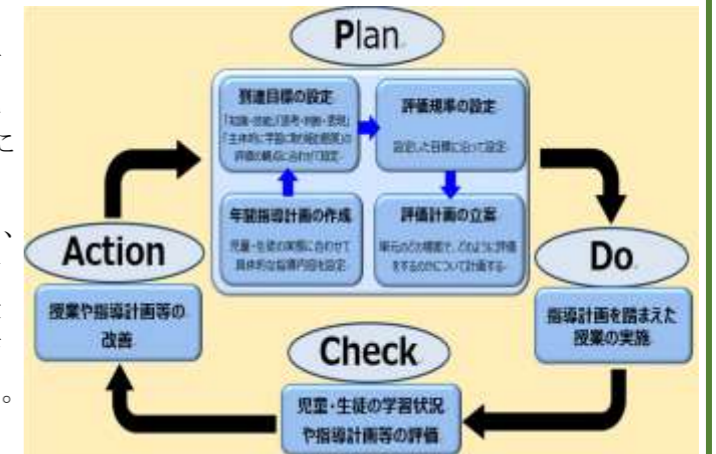 Plan
到達目標の設定
「知識・技能」「思考・判断・表現」
「主体的に学習に取り組む態度」の
評価の観点に合わせて設定
評価規準の設定
設定した目標に沿って設定
年間指導計画の作成
児童・生徒の実態に合わせて
具体的な指導内容を設定
評価計画の立案
単元のどの場面で、どのように評価
をするのかについて計画する
Do
指導計画を踏まえた
授業の実施
Check
児童・生徒の学習状況
や指導計画等の評価
Action
授業や指導計画等の
改善
に
、
。